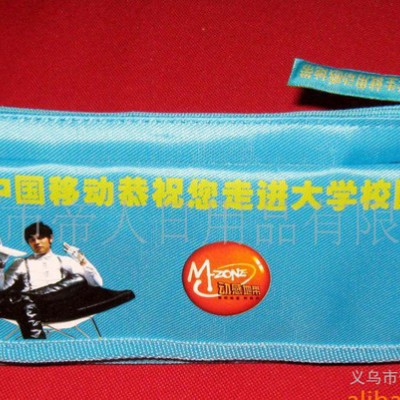 中国移动恭祝您走进大学校
市帝人日用品有限
M-ZONE
动感地带
义乌市
aliba